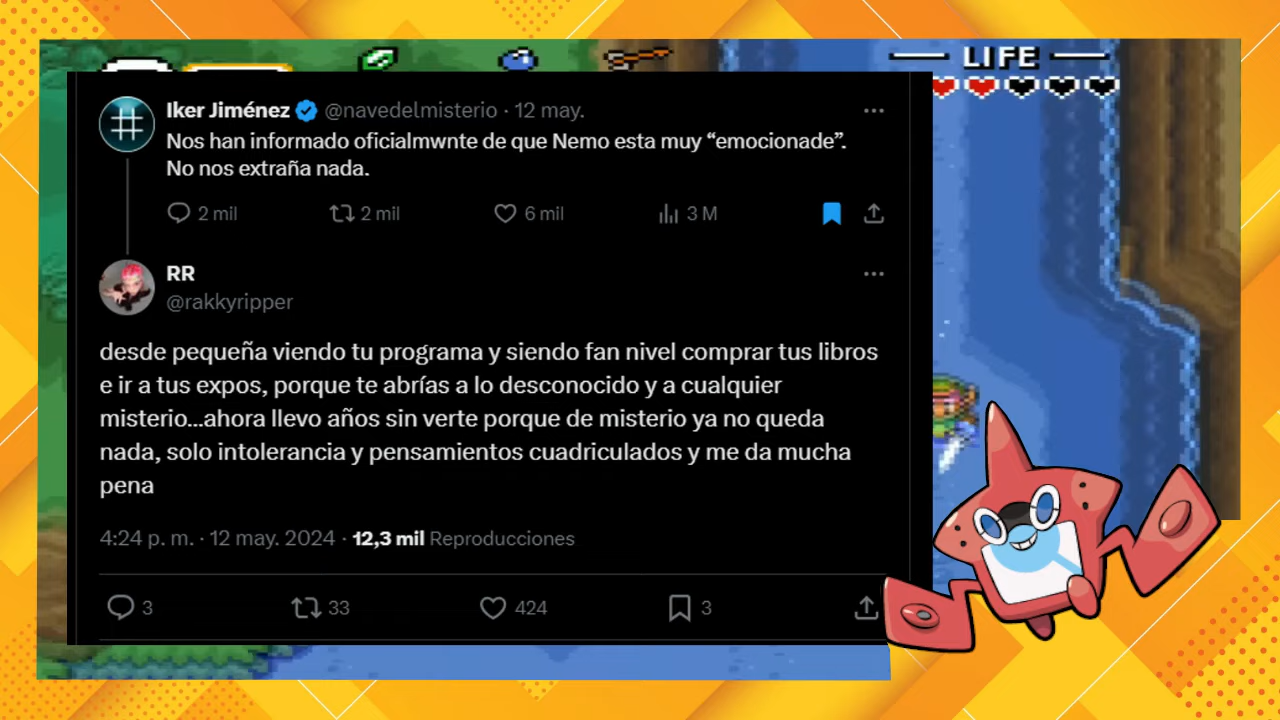 LIFE
Iker Jiménez @navedelmisterio · 12 may.
Nos han informado oficialmwnte de que Nemo esta muy “emocionade”.
No nos extraña nada.
2 mil 2 mil 6 mil 3 M
RR
@rakkyripper
desde pequeña viendo tu programa y siendo fan nivel comprar tus libros
e ir a tus expos, porque te abrías a lo desconocido y a cualquier
misterio...ahora llevo años sin verte porque de misterio ya no queda
nada, solo intolerancia y pensamientos cuadriculados y me da mucha
pena
4:24 p. m. · 12 may. 2024 · 12,3 mil Reproducciones
3 33 424 3